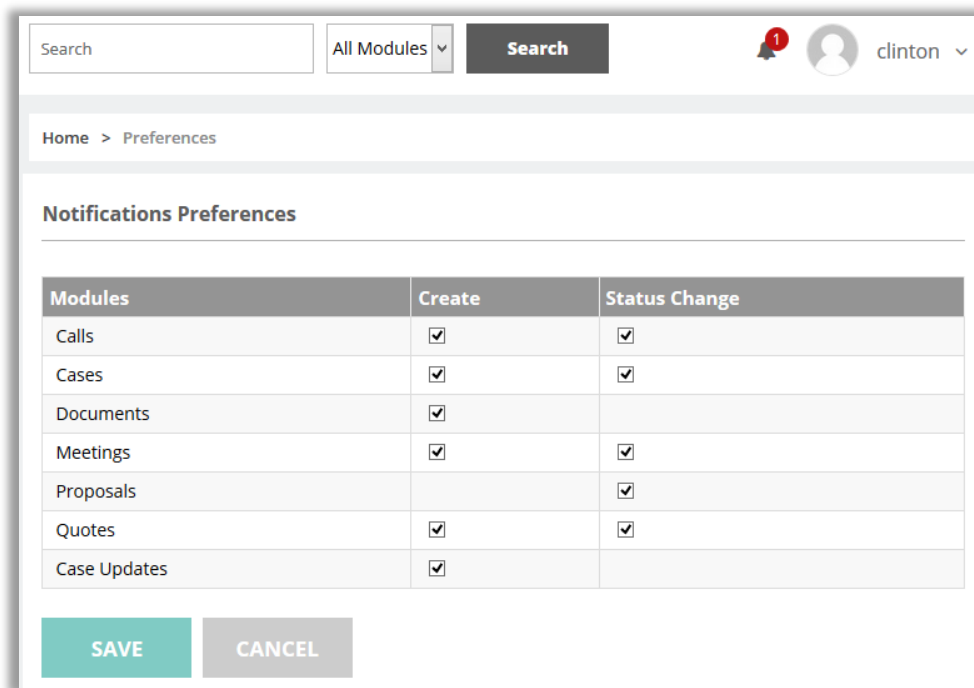 Search All Modules Search 1 clinton
Home > Preferences
Notifications Preferences
Modules Create Status Change
Calls
Cases
Documents
Meetings
Proposals
Quotes
Case Updates
SAVE CANCEL